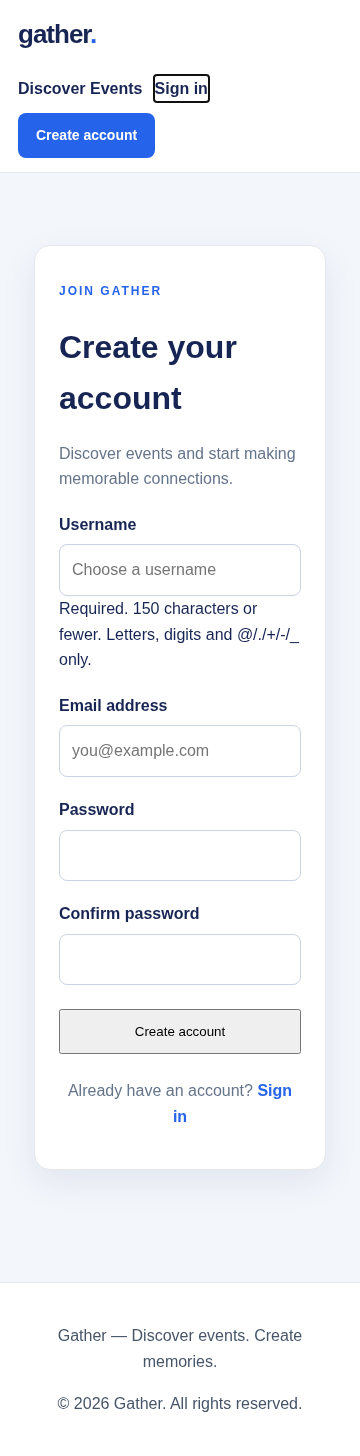 gather.
Discover Events Sign in
Create account
JOIN GATHER
Create your
account
Discover events and start making
memorable connections.
Username
Choose a username
Required. 150 characters or
fewer. Letters, digits and @/./+/-/_
only.
Email address
you@example.com
Password
Confirm password
Create account
Already have an account? Sign
in
Gather — Discover events. Create
memories.
© 2026 Gather. All rights reserved.